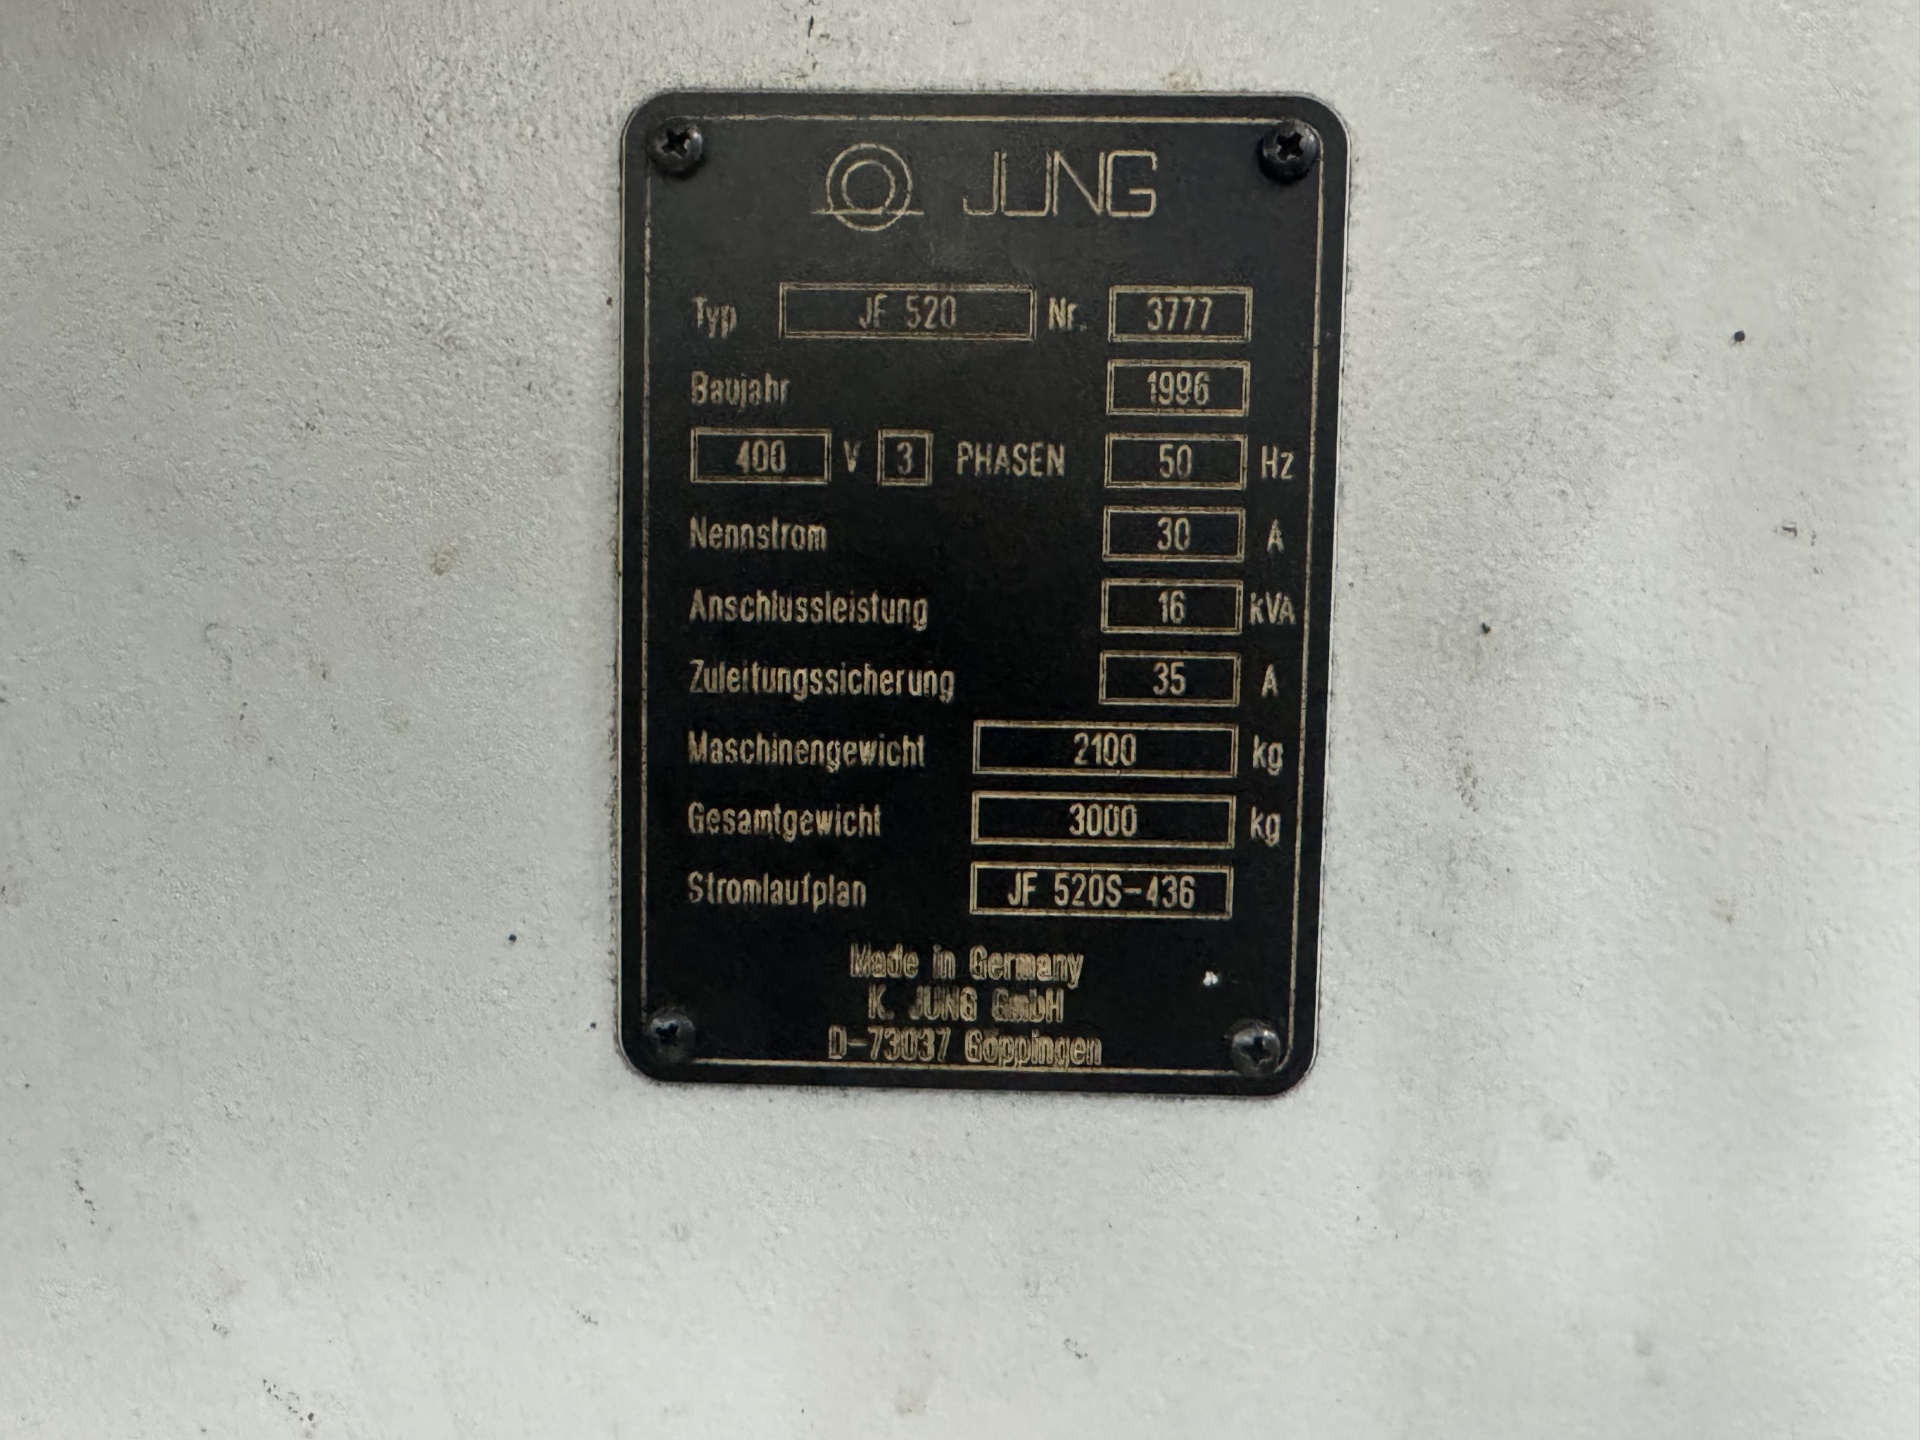 JUNG
Typ JF 520 Nr. 3777
Baujahr 1996
400 V 3 PHASEN 50 Hz
Nennstrom 30 A
Anschlussleistung 16 kVA
Zuleitungssicherung 35 A
Maschinengewicht 2100 kg
Gesamtgewicht 3000 kg
Stromlaufplan JF 520S-436
Made in Germany
K. JUNG GmbH
D-73037 Göppingen